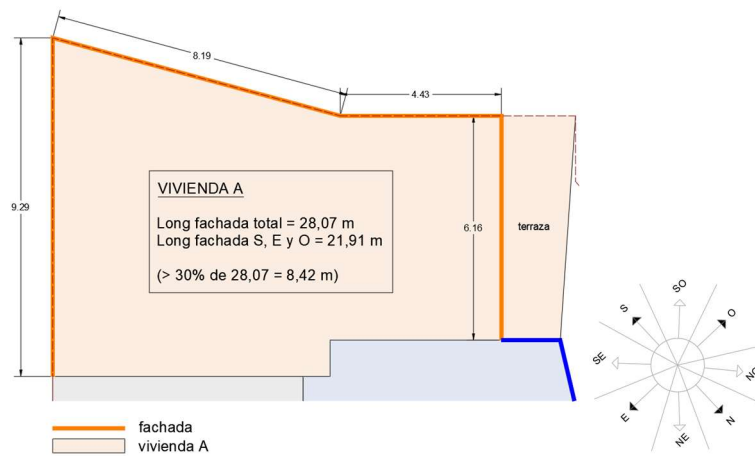 8.19
4.43
9.29
VIVIENDA A
Long fachada total = 28,07 m
Long fachada S, E y O = 21,91 m
(> 30% de 28,07 = 8,42 m)
6.16
terraza
SO
S
O
SE
NO
E
N
NE
fachada
vivienda A